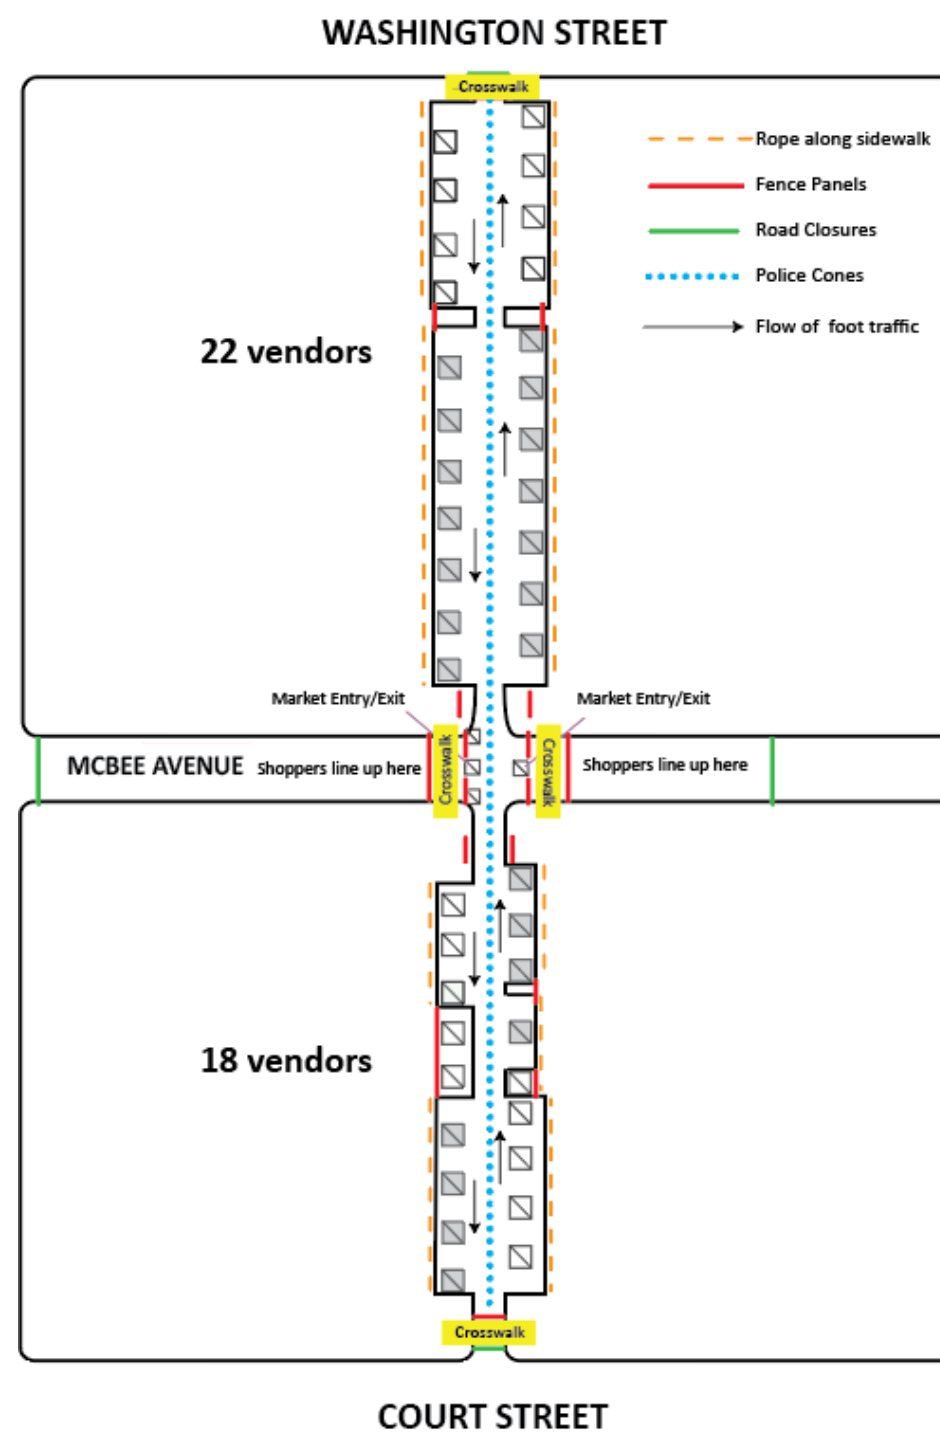 WASHINGTON STREET
Crosswalk
Rope along sidewalk
Fence Panels
Road Closures
Police Cones
Flow of foot traffic
22 vendors
Market Entry/Exit
Market Entry/Exit
MCBEE AVENUE
Shoppers line up here
Crosswalk
Crosswalk
Shoppers line up here
18 vendors
Crosswalk
COURT STREET